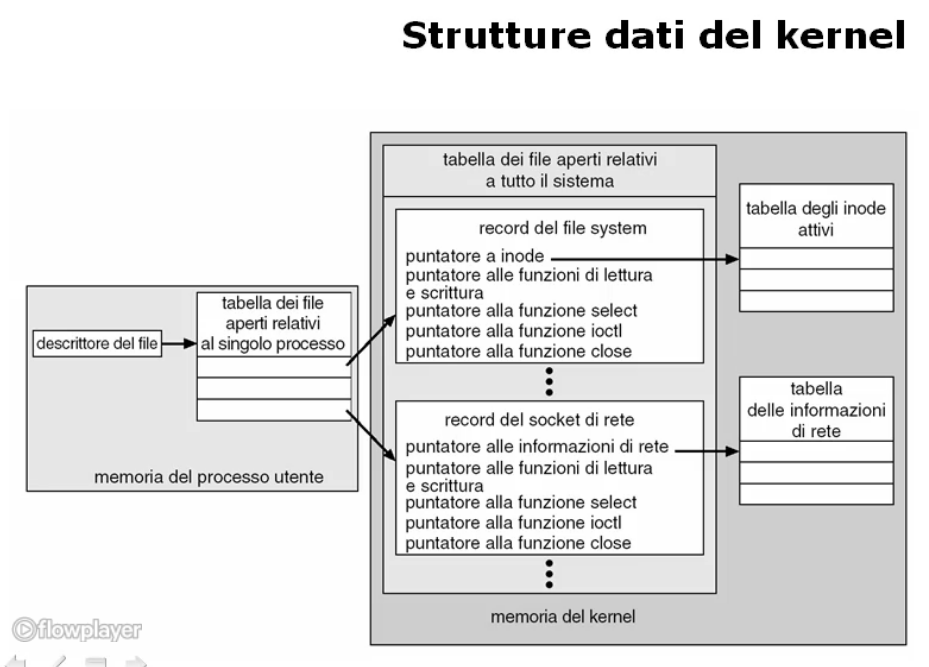 Strutture dati del kernel
tabella dei file aperti relativi
a tutto il sistema
record del file system
puntatore a inode
puntatore alle funzioni di lettura
e scrittura
puntatore alla funzione select
puntatore alla funzione ioctl
puntatore alla funzione close
tabella degli inode
attivi
descrittore del file
tabella dei file
aperti relativi
al singolo processo
memoria del processo utente
record del socket di rete
puntatore alle informazioni di rete
puntatore alle funzioni di lettura
e scrittura
puntatore alla funzione select
puntatore alla funzione ioctl
puntatore alla funzione close
tabella
delle informazioni
di rete
memoria del kernel
flowplayer